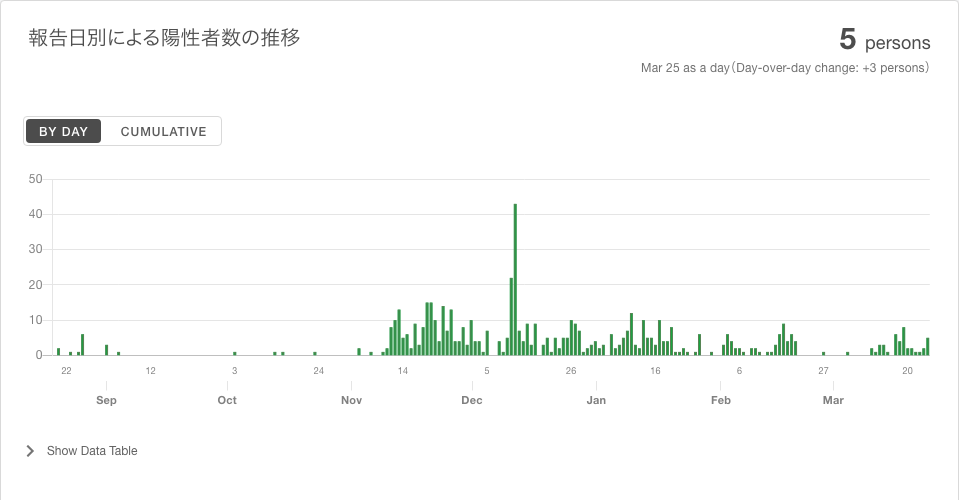 報告日別による陽性者数の推移
5 persons
Mar 25 as a day(Day-over-day change: +3 persons)
BY DAY CUMULATIVE
50
40
30
20
10
0
22 12 3 24 14 5 26 16 6 27 20
Sep Oct Nov Dec Jan Feb Mar
Show Data Table